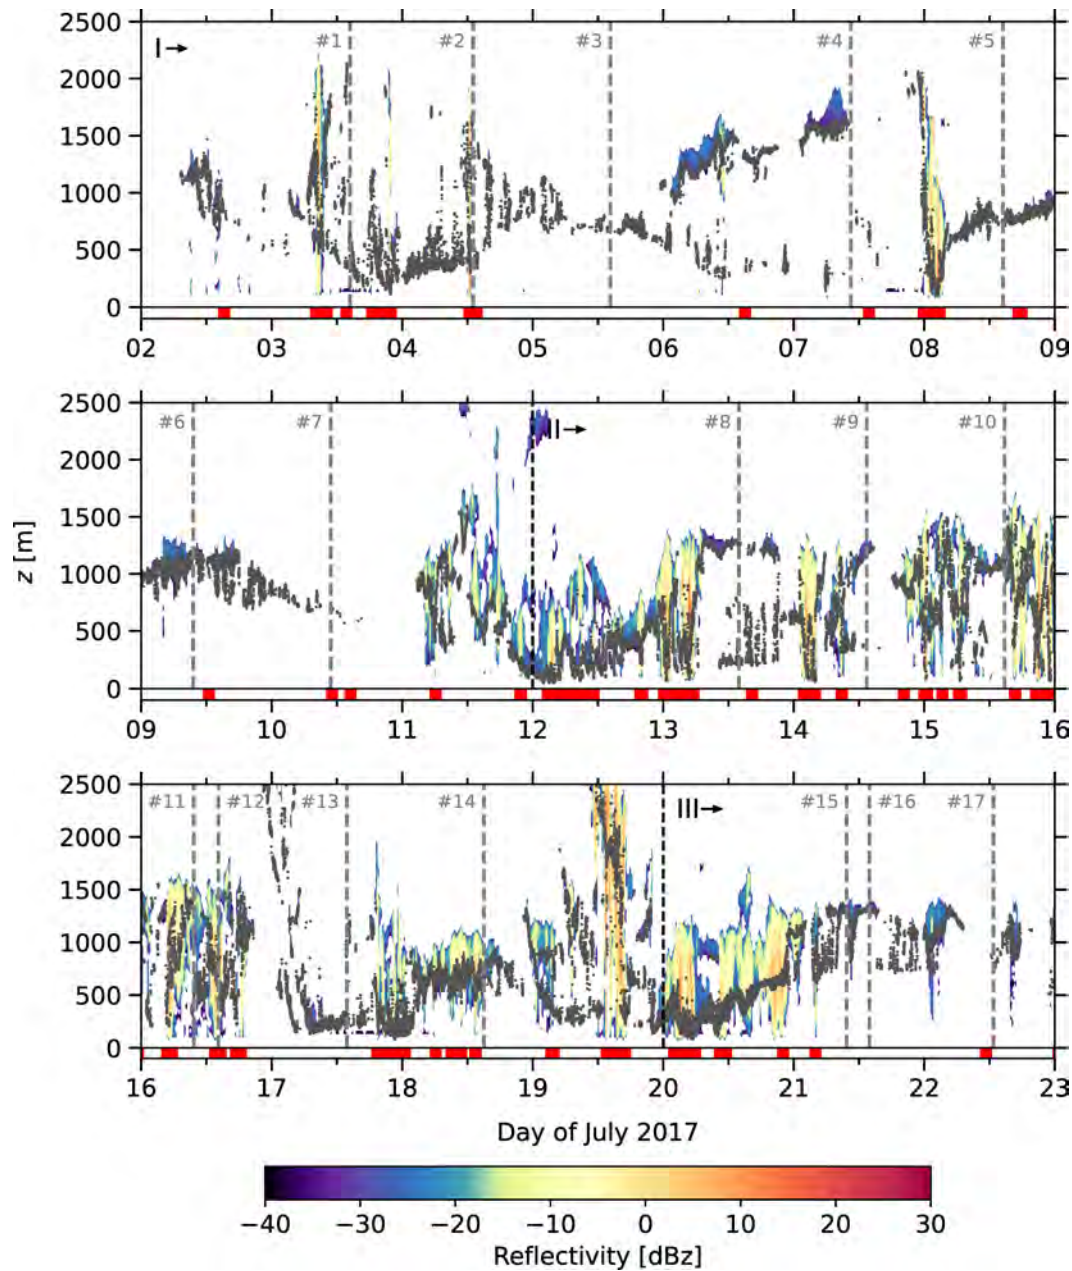 2500
#1 #2 #3 #4 #5
I→
2000
1500
1000
500
0
02 03 04 05 06 07 08 09
2500
#6 #7 II→ #8 #9 #10
2000
1500
z [m]
1000
500
0
09 10 11 12 13 14 15 16
2500
#11 #12 #13 #14 III→ #15 #16 #17
2000
1500
1000
500
0
16 17 18 19 20 21 22 23
Day of July 2017
−40 −30 −20 −10 0 10 20 30
Reflectivity [dBz]